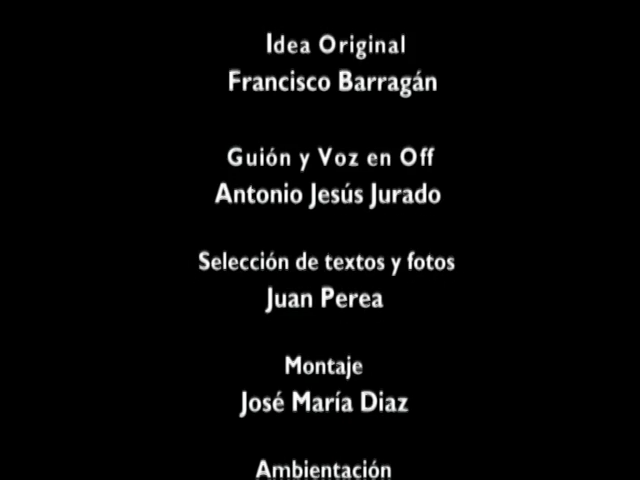 Idea Original
Francisco Barragán
Guión y Voz en Off
Antonio Jesús Jurado
Selección de textos y fotos
Juan Perea
Montaje
José María Diaz
Ambientación